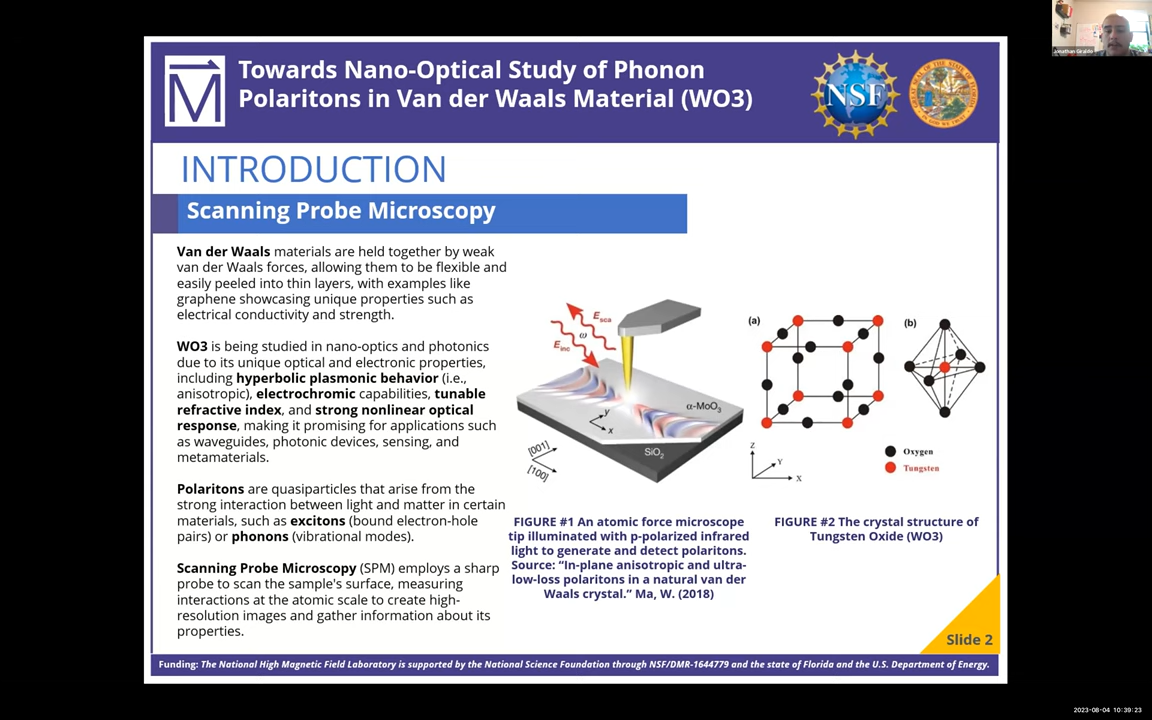 Towards Nano-Optical Study of Phonon
Polaritons in Van der Waals Material (WO3)
NSF
INTRODUCTION
Scanning Probe Microscopy
Van der Waals materials are held together by weak
van der Waals forces, allowing them to be flexible and
easily peeled into thin layers, with examples like
graphene showcasing unique properties such as
electrical conductivity and strength.
WO3 is being studied in nano-optics and photonics
due to its unique optical and electronic properties,
including hyperbolic plasmonic behavior (i.e.,
anisotropic), electrochromic capabilities, tunable
refractive index, and strong nonlinear optical
response, making it promising for applications such
as waveguides, photonic devices, sensing, and
metamaterials.
Polaritons are quasiparticles that arise from the
strong interaction between light and matter in certain
materials, such as excitons (bound electron-hole
pairs) or phonons (vibrational modes).
Scanning Probe Microscopy (SPM) employs a sharp
probe to scan the sample's surface, measuring
interactions at the atomic scale to create high-
resolution images and gather information about its
properties.
Esca
ω
Einc
α-MoO3
y
x
SiO2
[001]
[100]
FIGURE #1 An atomic force microscope
tip illuminated with p-polarized infrared
light to generate and detect polaritons.
Source: “In-plane anisotropic and ultra-
low-loss polaritons in a natural van der
Waals crystal.” Ma, W. (2018)
(a)
(b)
Z
Y
X
Oxygen
Tungsten
FIGURE #2 The crystal structure of
Tungsten Oxide (WO3)
Slide 2
Funding: The National High Magnetic Field Laboratory is supported by the National Science Foundation through NSF/DMR-1644779 and the state of Florida and the U.S. Department of Energy.
Jonathan Giraldo
2023-08-04 10:39:23